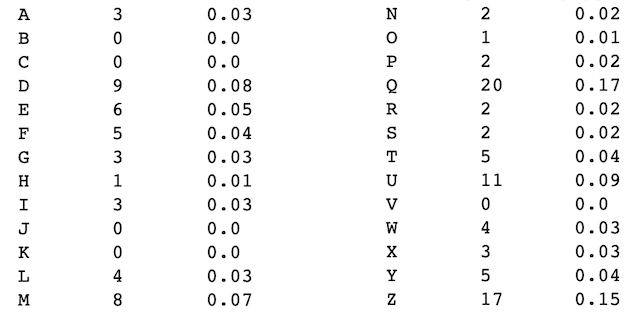 A 3 0.03 N 2 0.02
B 0 0.0 O 1 0.01
C 0 0.0 P 2 0.02
D 9 0.08 Q 20 0.17
E 6 0.05 R 2 0.02
F 5 0.04 S 2 0.02
G 3 0.03 T 5 0.04
H 1 0.01 U 11 0.09
I 3 0.03 V 0 0.0
J 0 0.0 W 4 0.03
K 0 0.0 X 3 0.03
L 4 0.03 Y 5 0.04
M 8 0.07 Z 17 0.15